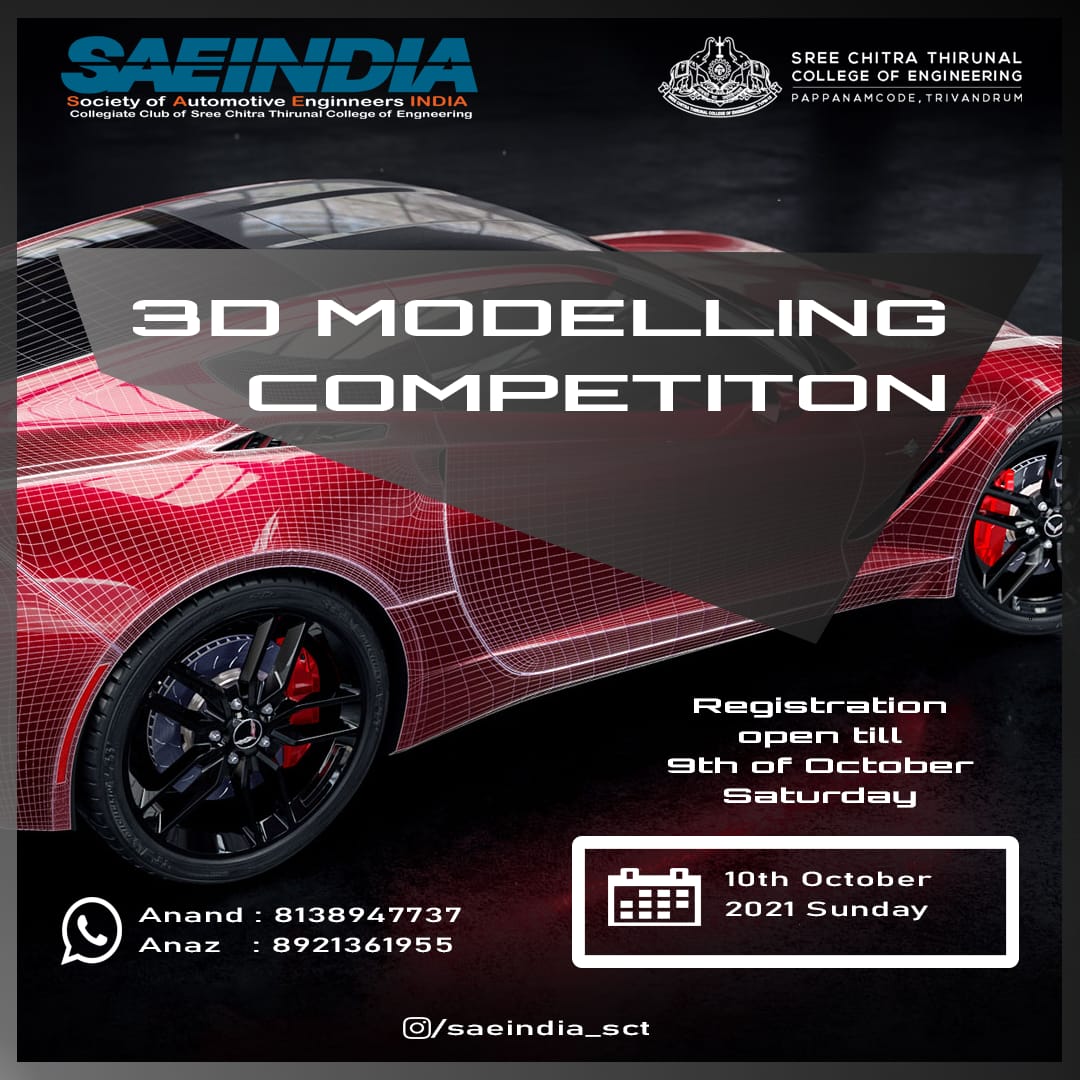 SAEINDIA
Society of Automotive Enginneers INDIA
Collegiate Club of Sree Chitra Thirunal College of Engneering
SREE CHITRA THIRUNAL
COLLEGE OF ENGINEERING
PAPPANAMCODE, TRIVANDRUM
3D MODELLING
COMPETITON
Registration
open till
9th of October
Saturday
10th October
2021 Sunday
Anand : 8138947737
Anaz : 8921361955
/saeindia_sct